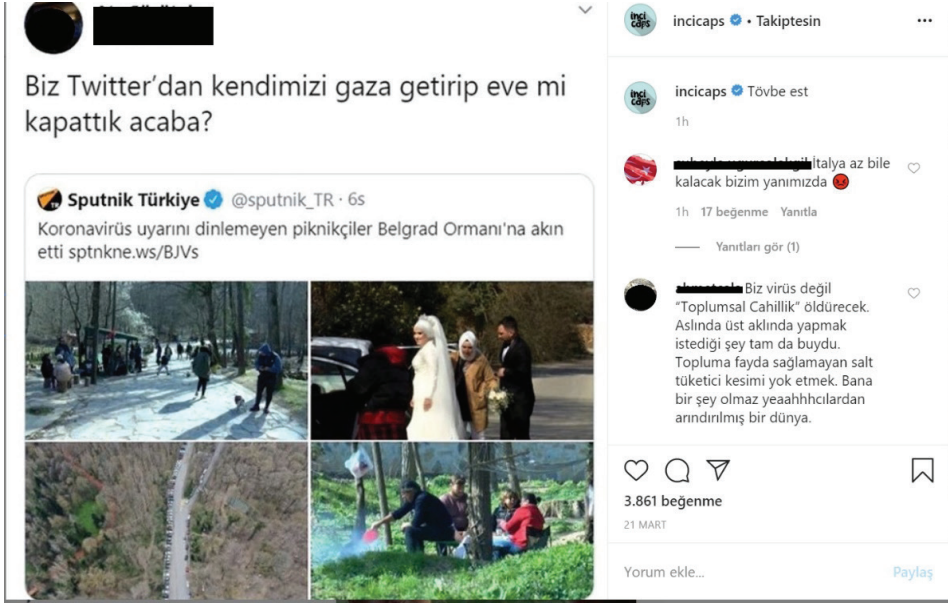 Biz Twitter'dan kendimizi gaza getirip eve mi
kapattık acaba?
Sputnik Türkiye @sputnik_TR · 6s
Koronavirüs uyarını dinlemeyen piknikçiler Belgrad Ormanı'na akın
etti sptnkne.ws/BJVs
inci
caps
incicaps • Takiptesin
inci
caps
incicaps Tövbe est
1h
İtalya az bile
kalacak bizim yanımızda
1h 17 beğenme Yanıtla
Yanıtları gör (1)
Biz virüs değil
“Toplumsal Cahillik” öldürecek.
Aslında üst aklında yapmak
istediği şey tam da buydu.
Topluma fayda sağlamayan salt
tüketici kesimi yok etmek. Bana
bir şey olmaz yeaahhhcılardan
arındırılmış bir dünya.
3.861 beğenme
21 MART
Yorum ekle... Paylaş